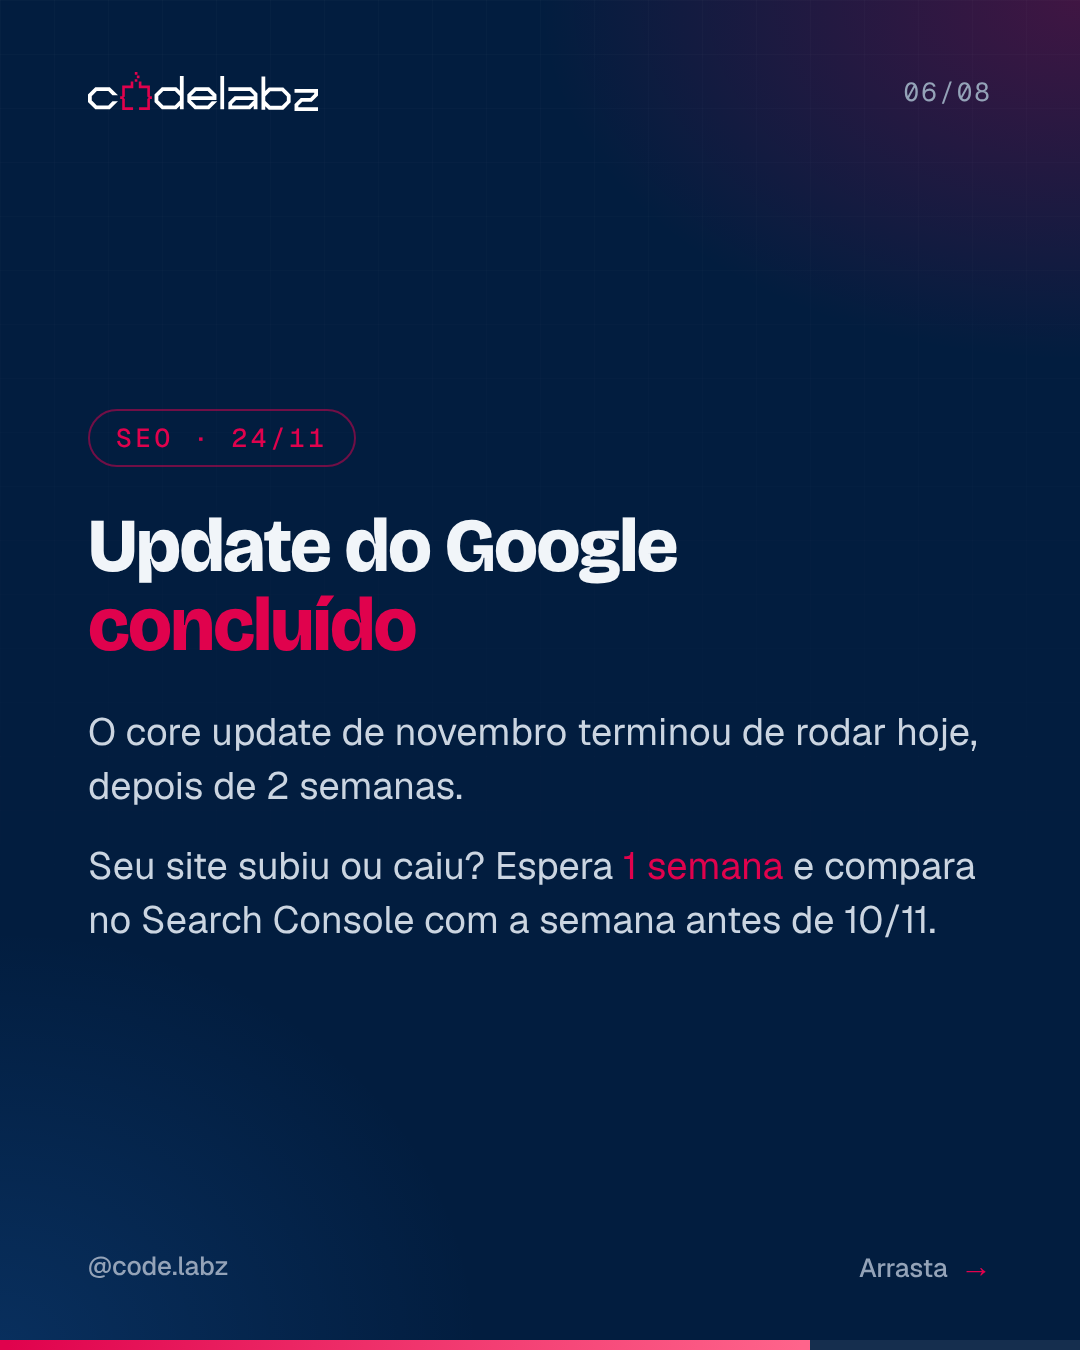 codelabz
06/08
SEO · 24/11
Update do Google
concluído
O core update de novembro terminou de rodar hoje,
depois de 2 semanas.
Seu site subiu ou caiu? Espera 1 semana e compara
no Search Console com a semana antes de 10/11.
@code.labz
Arrasta →